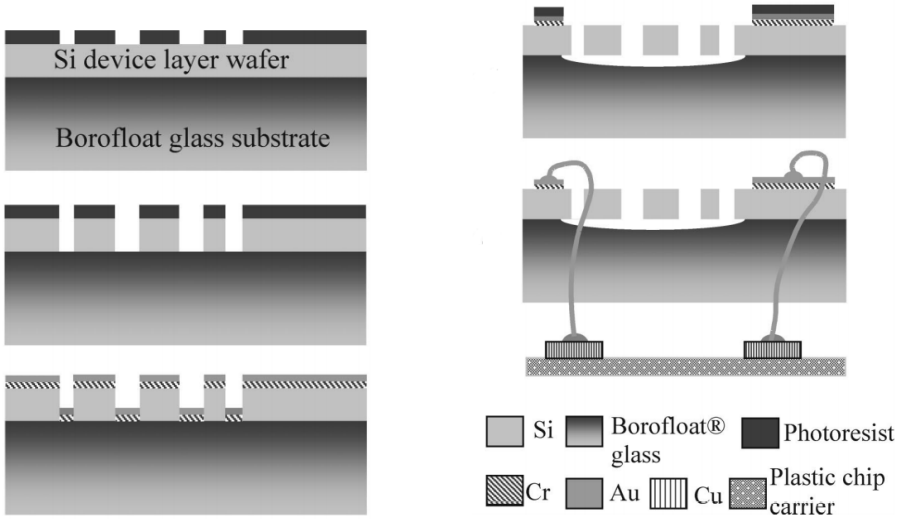 Si device layer wafer
Borofloat glass substrate
Si
Borofloat®
glass
Photoresist
Cr
Au
Cu
Plastic chip
carrier